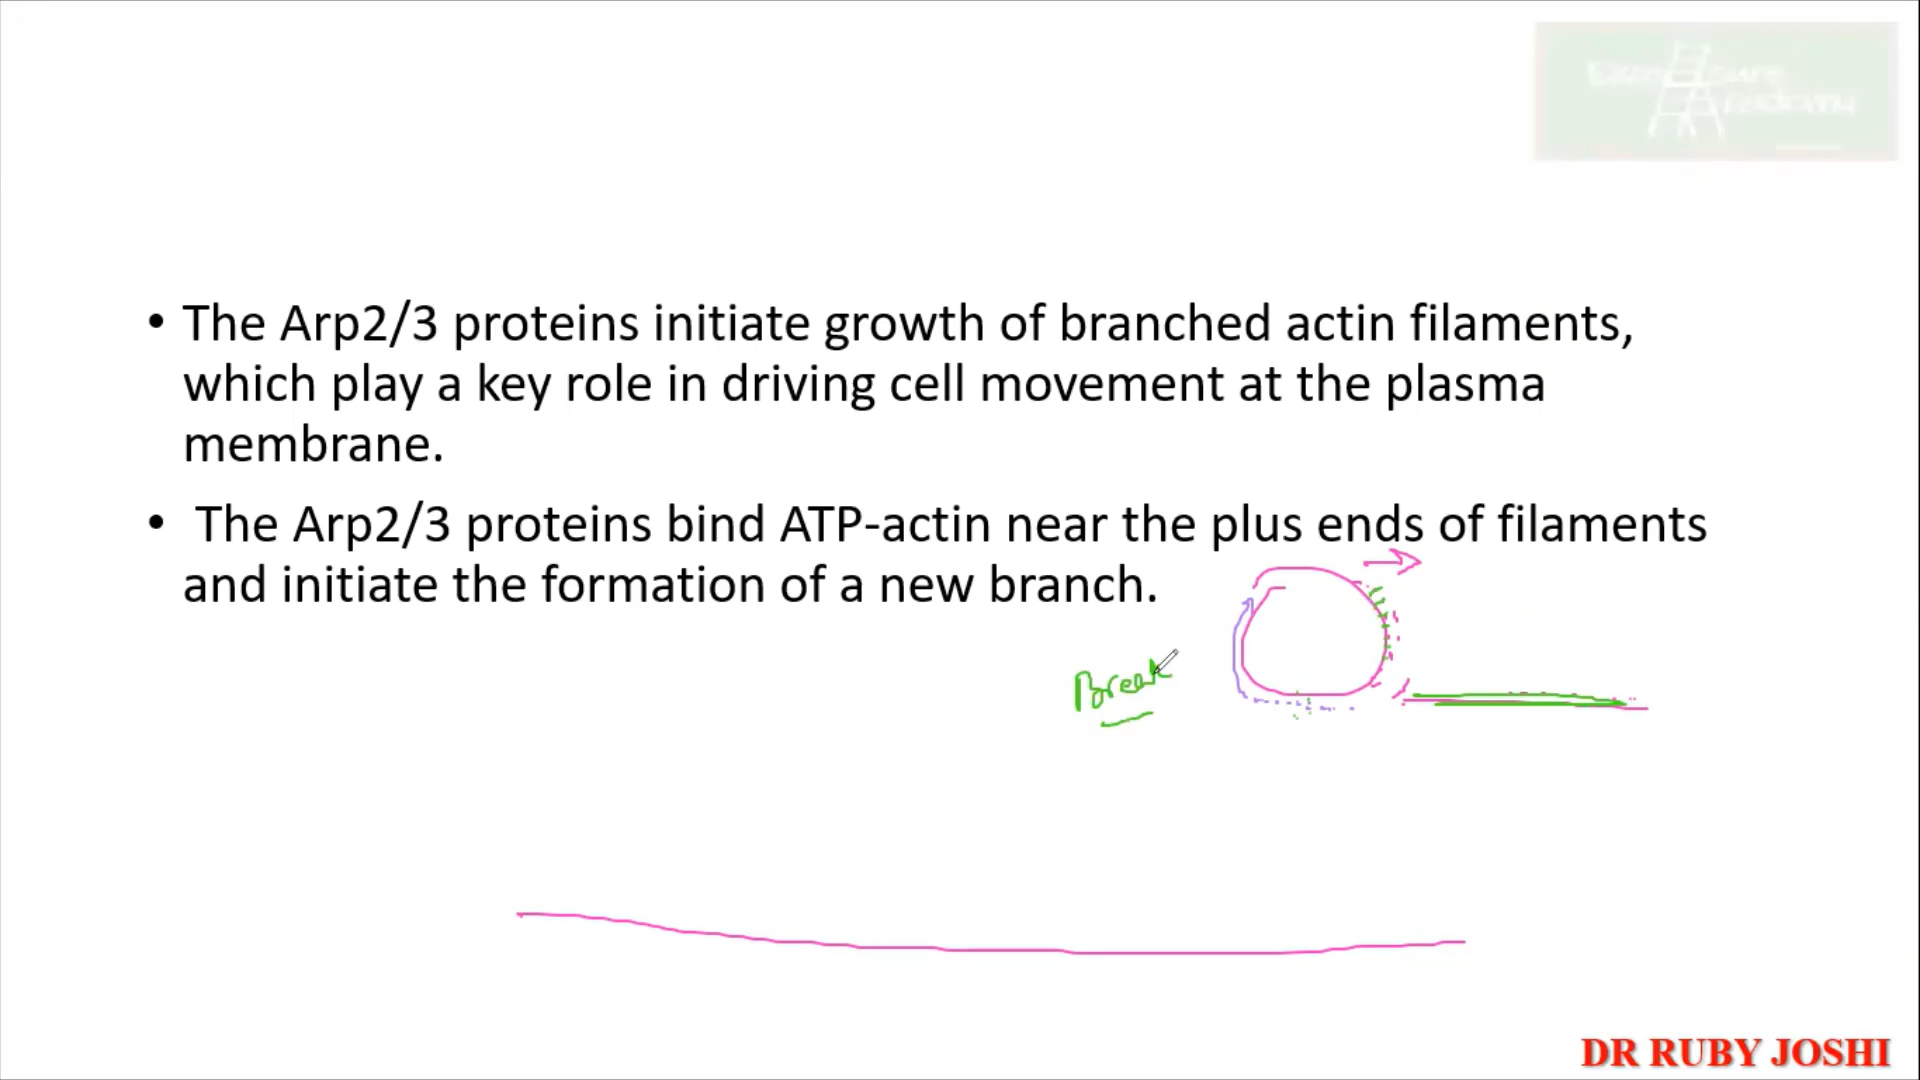 • The Arp2/3 proteins initiate growth of branched actin filaments,
which play a key role in driving cell movement at the plasma
membrane.
• The Arp2/3 proteins bind ATP-actin near the plus ends of filaments
and initiate the formation of a new branch.
Break
DR RUBY JOSHI